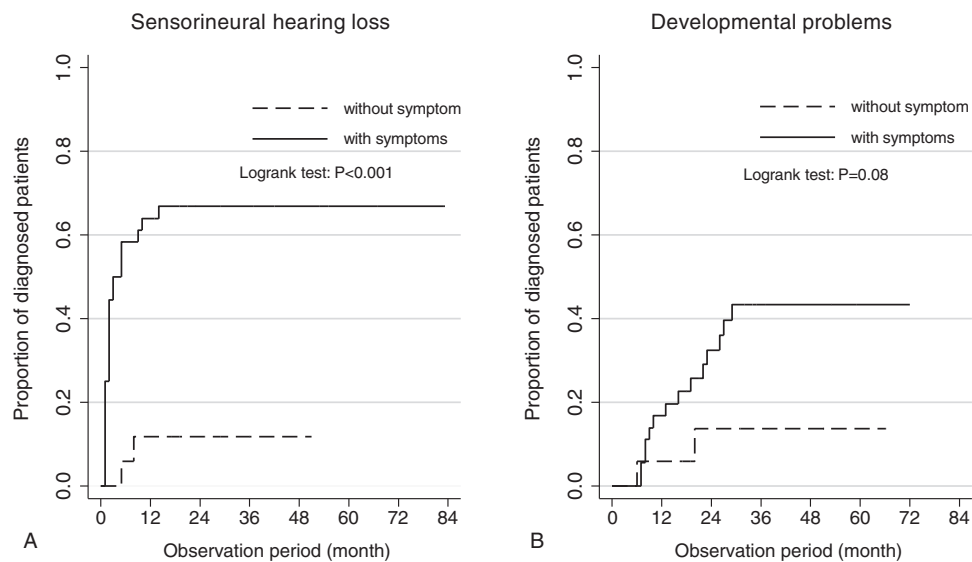 Sensorineural hearing loss
Proportion of diagnosed patients
1.0
0.8
0.6
0.4
0.2
0.0
without symptom
with symptoms
Logrank test: P<0.001
0 12 24 36 48 60 72 84
Observation period (month)
A
Developmental problems
Proportion of diagnosed patients
1.0
0.8
0.6
0.4
0.2
0.0
without symptom
with symptoms
Logrank test: P=0.08
0 12 24 36 48 60 72 84
Observation period (month)
B